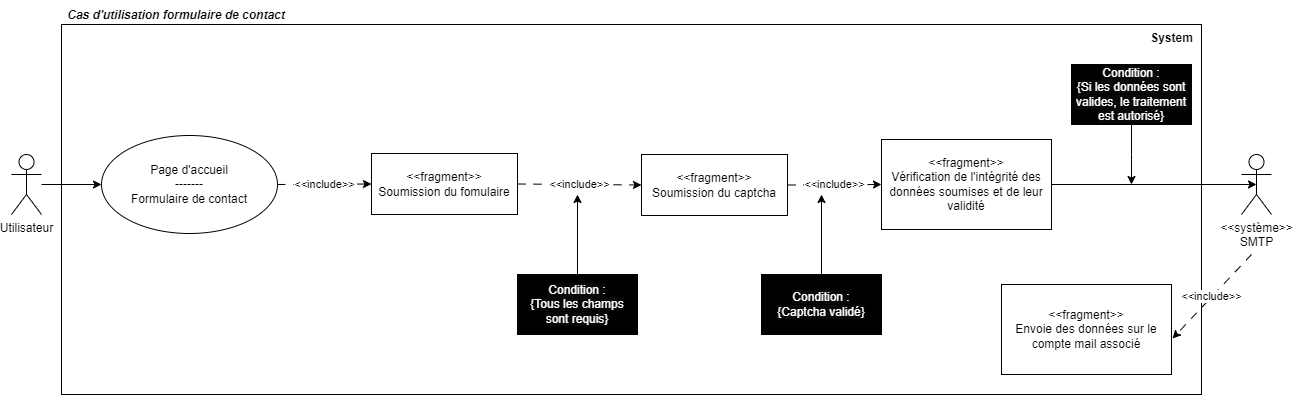 Cas d'utilisation formulaire de contact
System
Condition :
{Si les données sont
valides, le traitement
est autorisé}
Utilisateur
Page d'accueil
-------
Formulaire de contact
<<include>>
<<fragment>>
Soumission du fomulaire
<<include>>
<<fragment>>
Soumission du captcha
<<include>>
<<fragment>>
Vérification de l'intégrité des
données soumises et de leur
validité
<<système>>
SMTP
Condition :
{Tous les champs
sont requis}
Condition :
{Captcha validé}
<<include>>
<<fragment>>
Envoie des données sur le
compte mail associé